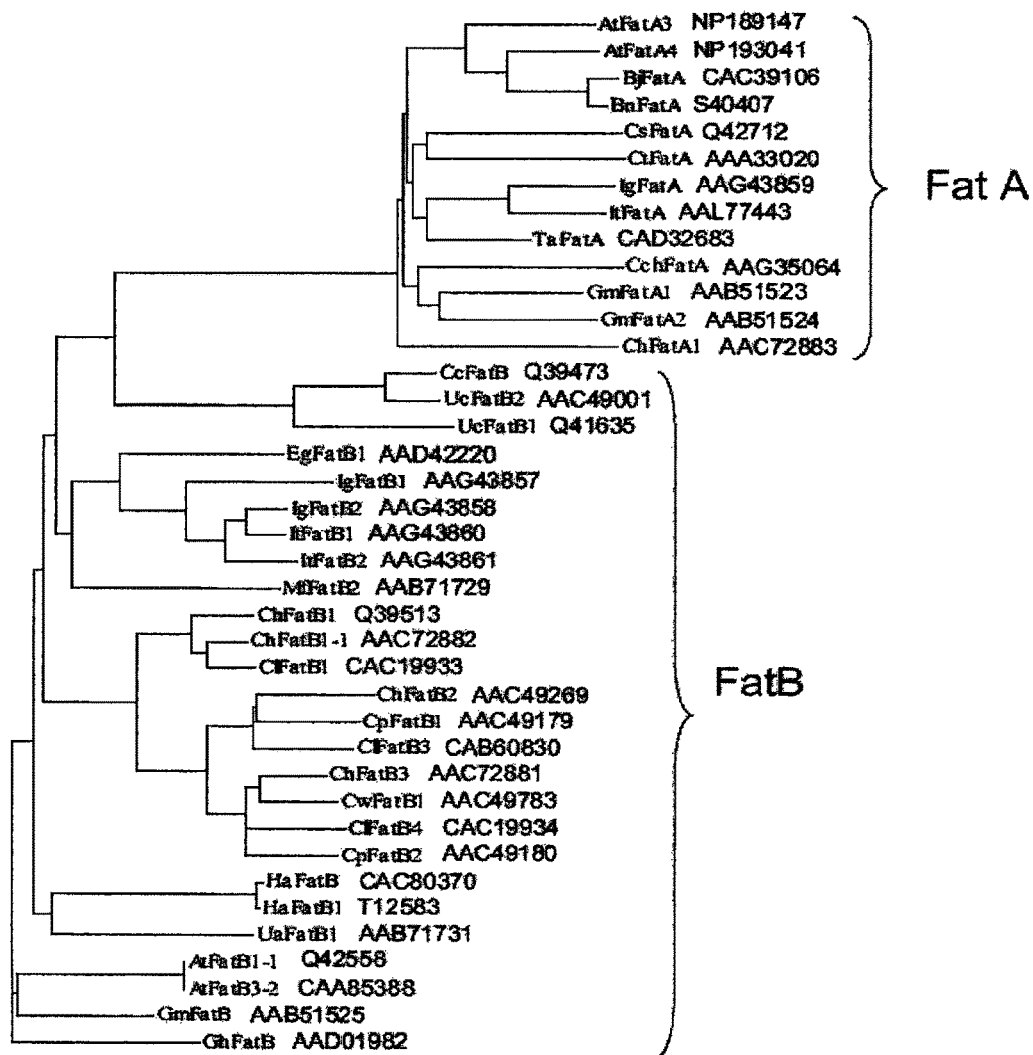 AtFatA3 NP189147
AtFatA4 NP193041
BjFatA CAC39106
BnFatA S40407
CsFatA Q42712
CtFatA AAA33020
IgFatA AAG43859
ItFatA AAL77443
TaFatA CAD32683
CchFatA AAG35064
GmFatA1 AAB51523
GmFatA2 AAB51524
ChFatA1 AAC72883
Fat A
CcFatB Q39473
UcFatB2 AAC49001
UcFatB1 Q41635
EgFatB1 AAD42220
IgFatB1 AAG43857
IgFatB2 AAG43858
ItFatB1 AAG43860
ItFatB2 AAG43861
MfFatB2 AAB71729
ChFatB1 Q39513
ChFatB1-1 AAC72882
ClFatB1 CAC19933
ChFatB2 AAC49269
CpFatB1 AAC49179
ClFatB3 CAB60830
ChFatB3 AAC72881
CwFatB1 AAC49783
ClFatB4 CAC19934
CpFatB2 AAC49180
HaFatB CAC80370
HaFatB1 T12583
UaFatB1 AAB71731
AtFatB1-1 Q42558
AtFatB3-2 CAA85388
GmFatB AAB51525
GhFatB AAD01982
FatB